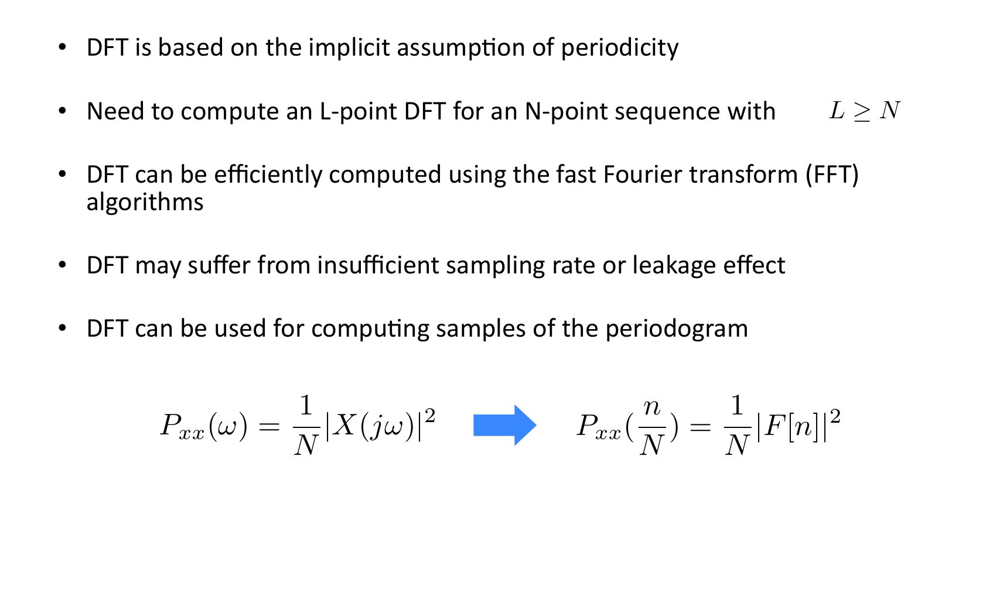 • DFT is based on the implicit assumption of periodicity
• Need to compute an L-point DFT for an N-point sequence with L ≥ N
• DFT can be efficiently computed using the fast Fourier transform (FFT)
algorithms
• DFT may suffer from insufficient sampling rate or leakage effect
• DFT can be used for computing samples of the periodogram
P_{xx}(ω) = \frac{1}{N}|X(jω)|^2 P_{xx}(\frac{n}{N}) = \frac{1}{N}|F[n]|^2